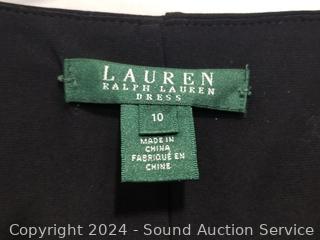 LAUREN
RALPH LAUREN
DRESS
10
MADE IN
CHINA
FABRIQUÉ EN
CHINE
Copyright 2024 - Sound Auction Service